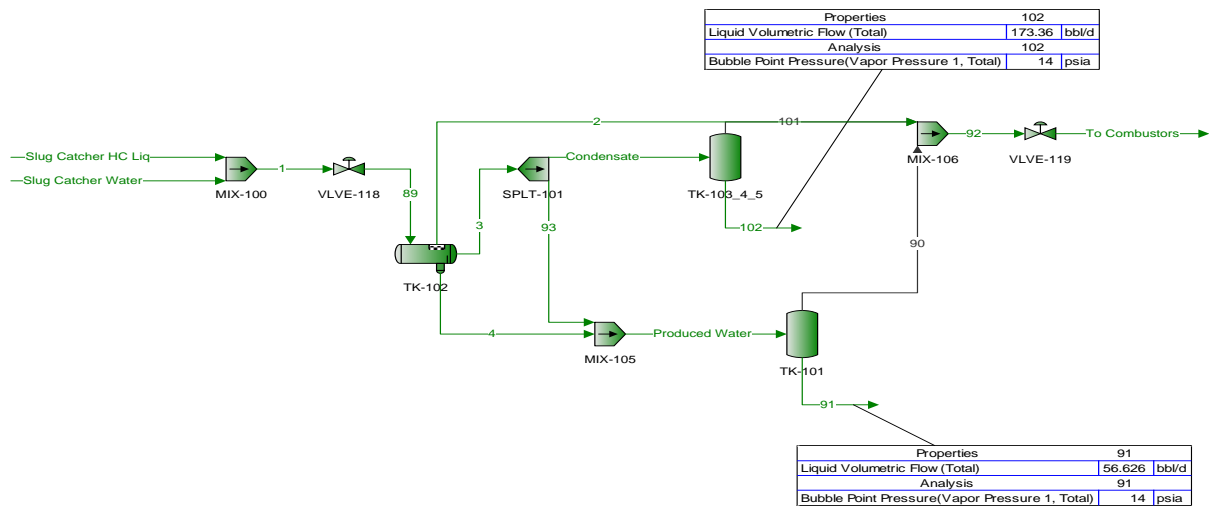 Properties 102
Liquid Volumetric Flow (Total) 173.36 bbl/d
Analysis 102
Bubble Point Pressure(Vapor Pressure 1, Total) 14 psia
2
101
92
To Combustors
Slug Catcher HC Liq
1
Condensate
MIX-106
VLVE-119
Slug Catcher Water
MIX-100
VLVE-118
89
SPLT-101
TK-103_4_5
3
93
102
90
TK-102
4
Produced Water
MIX-105
TK-101
91
Properties 91
Liquid Volumetric Flow (Total) 56.626 bbl/d
Analysis 91
Bubble Point Pressure(Vapor Pressure 1, Total) 14 psia